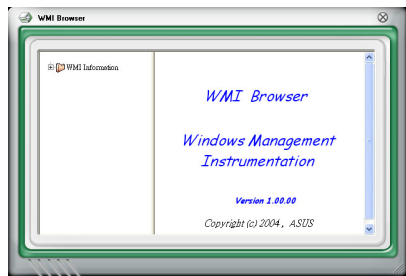 WMI Browser
WMI Information
WMI Browser
Windows Management
Instrumentation
Version 1.00.00
Copyright (c) 2004 , ASUS